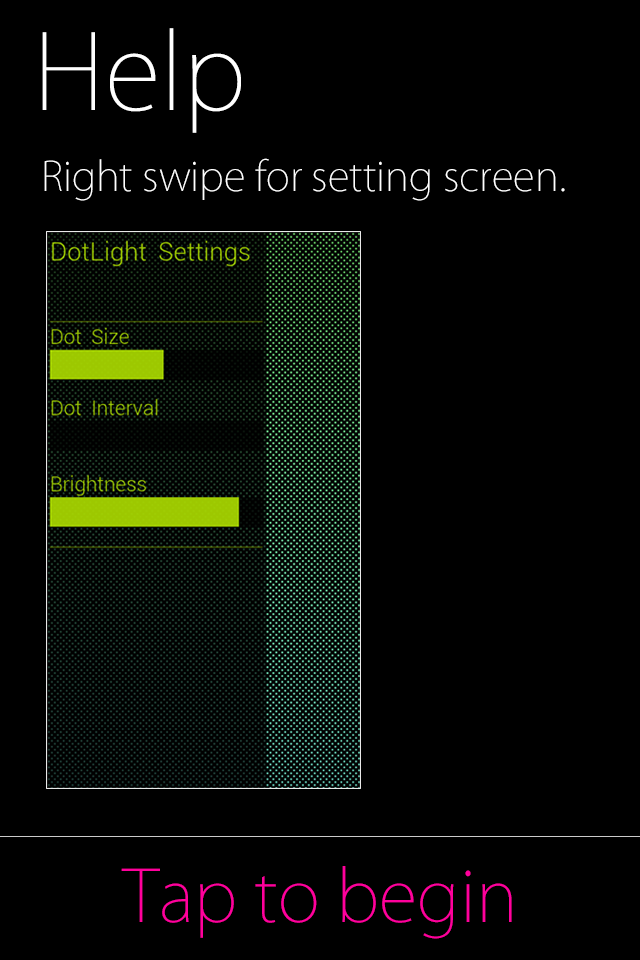 Help
Right swipe for setting screen.
DotLight Settings
Dot Size
Dot Interval
Brightness
Tap to begin